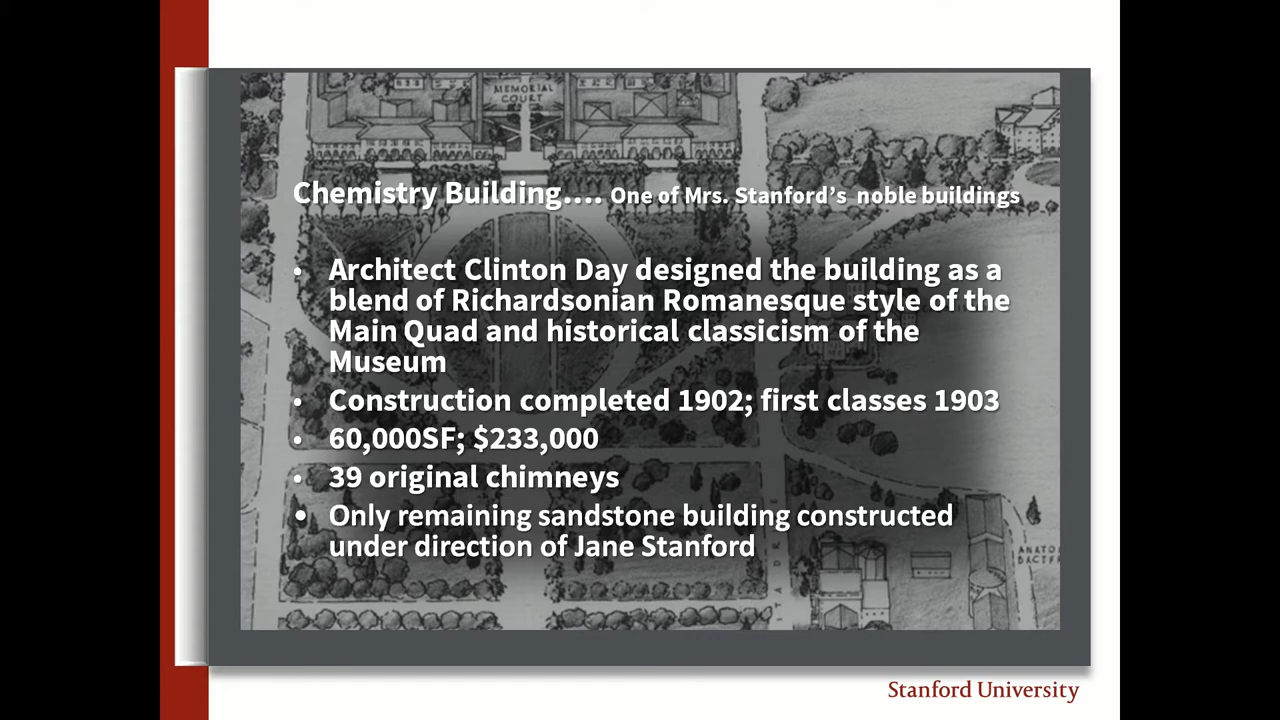 MEMORIAL
COURT
Chemistry Building.... One of Mrs. Stanford's noble buildings
• Architect Clinton Day designed the building as a
blend of Richardsonian Romanesque style of the
Main Quad and historical classicism of the
Museum
• Construction completed 1902; first classes 1903
• 60,000SF; $233,000
• 39 original chimneys
• Only remaining sandstone building constructed
under direction of Jane Stanford
Stanford University